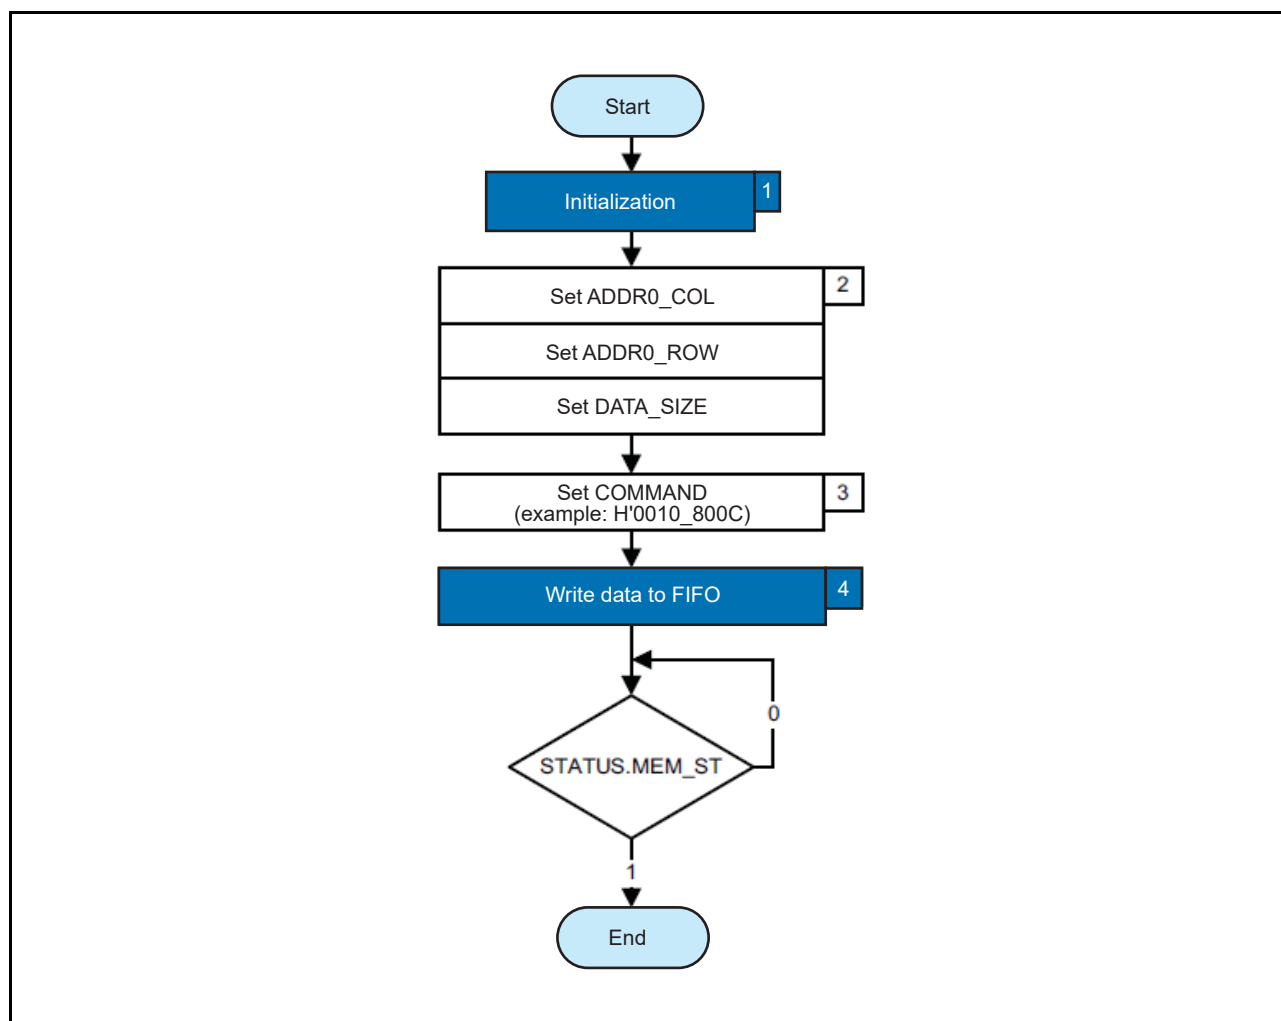 Start
Initialization
1
Set ADDR0_COL
2
Set ADDR0_ROW
Set DATA_SIZE
Set COMMAND
(example: H'0010_800C)
3
Write data to FIFO
4
0
STATUS.MEM_ST
1
End